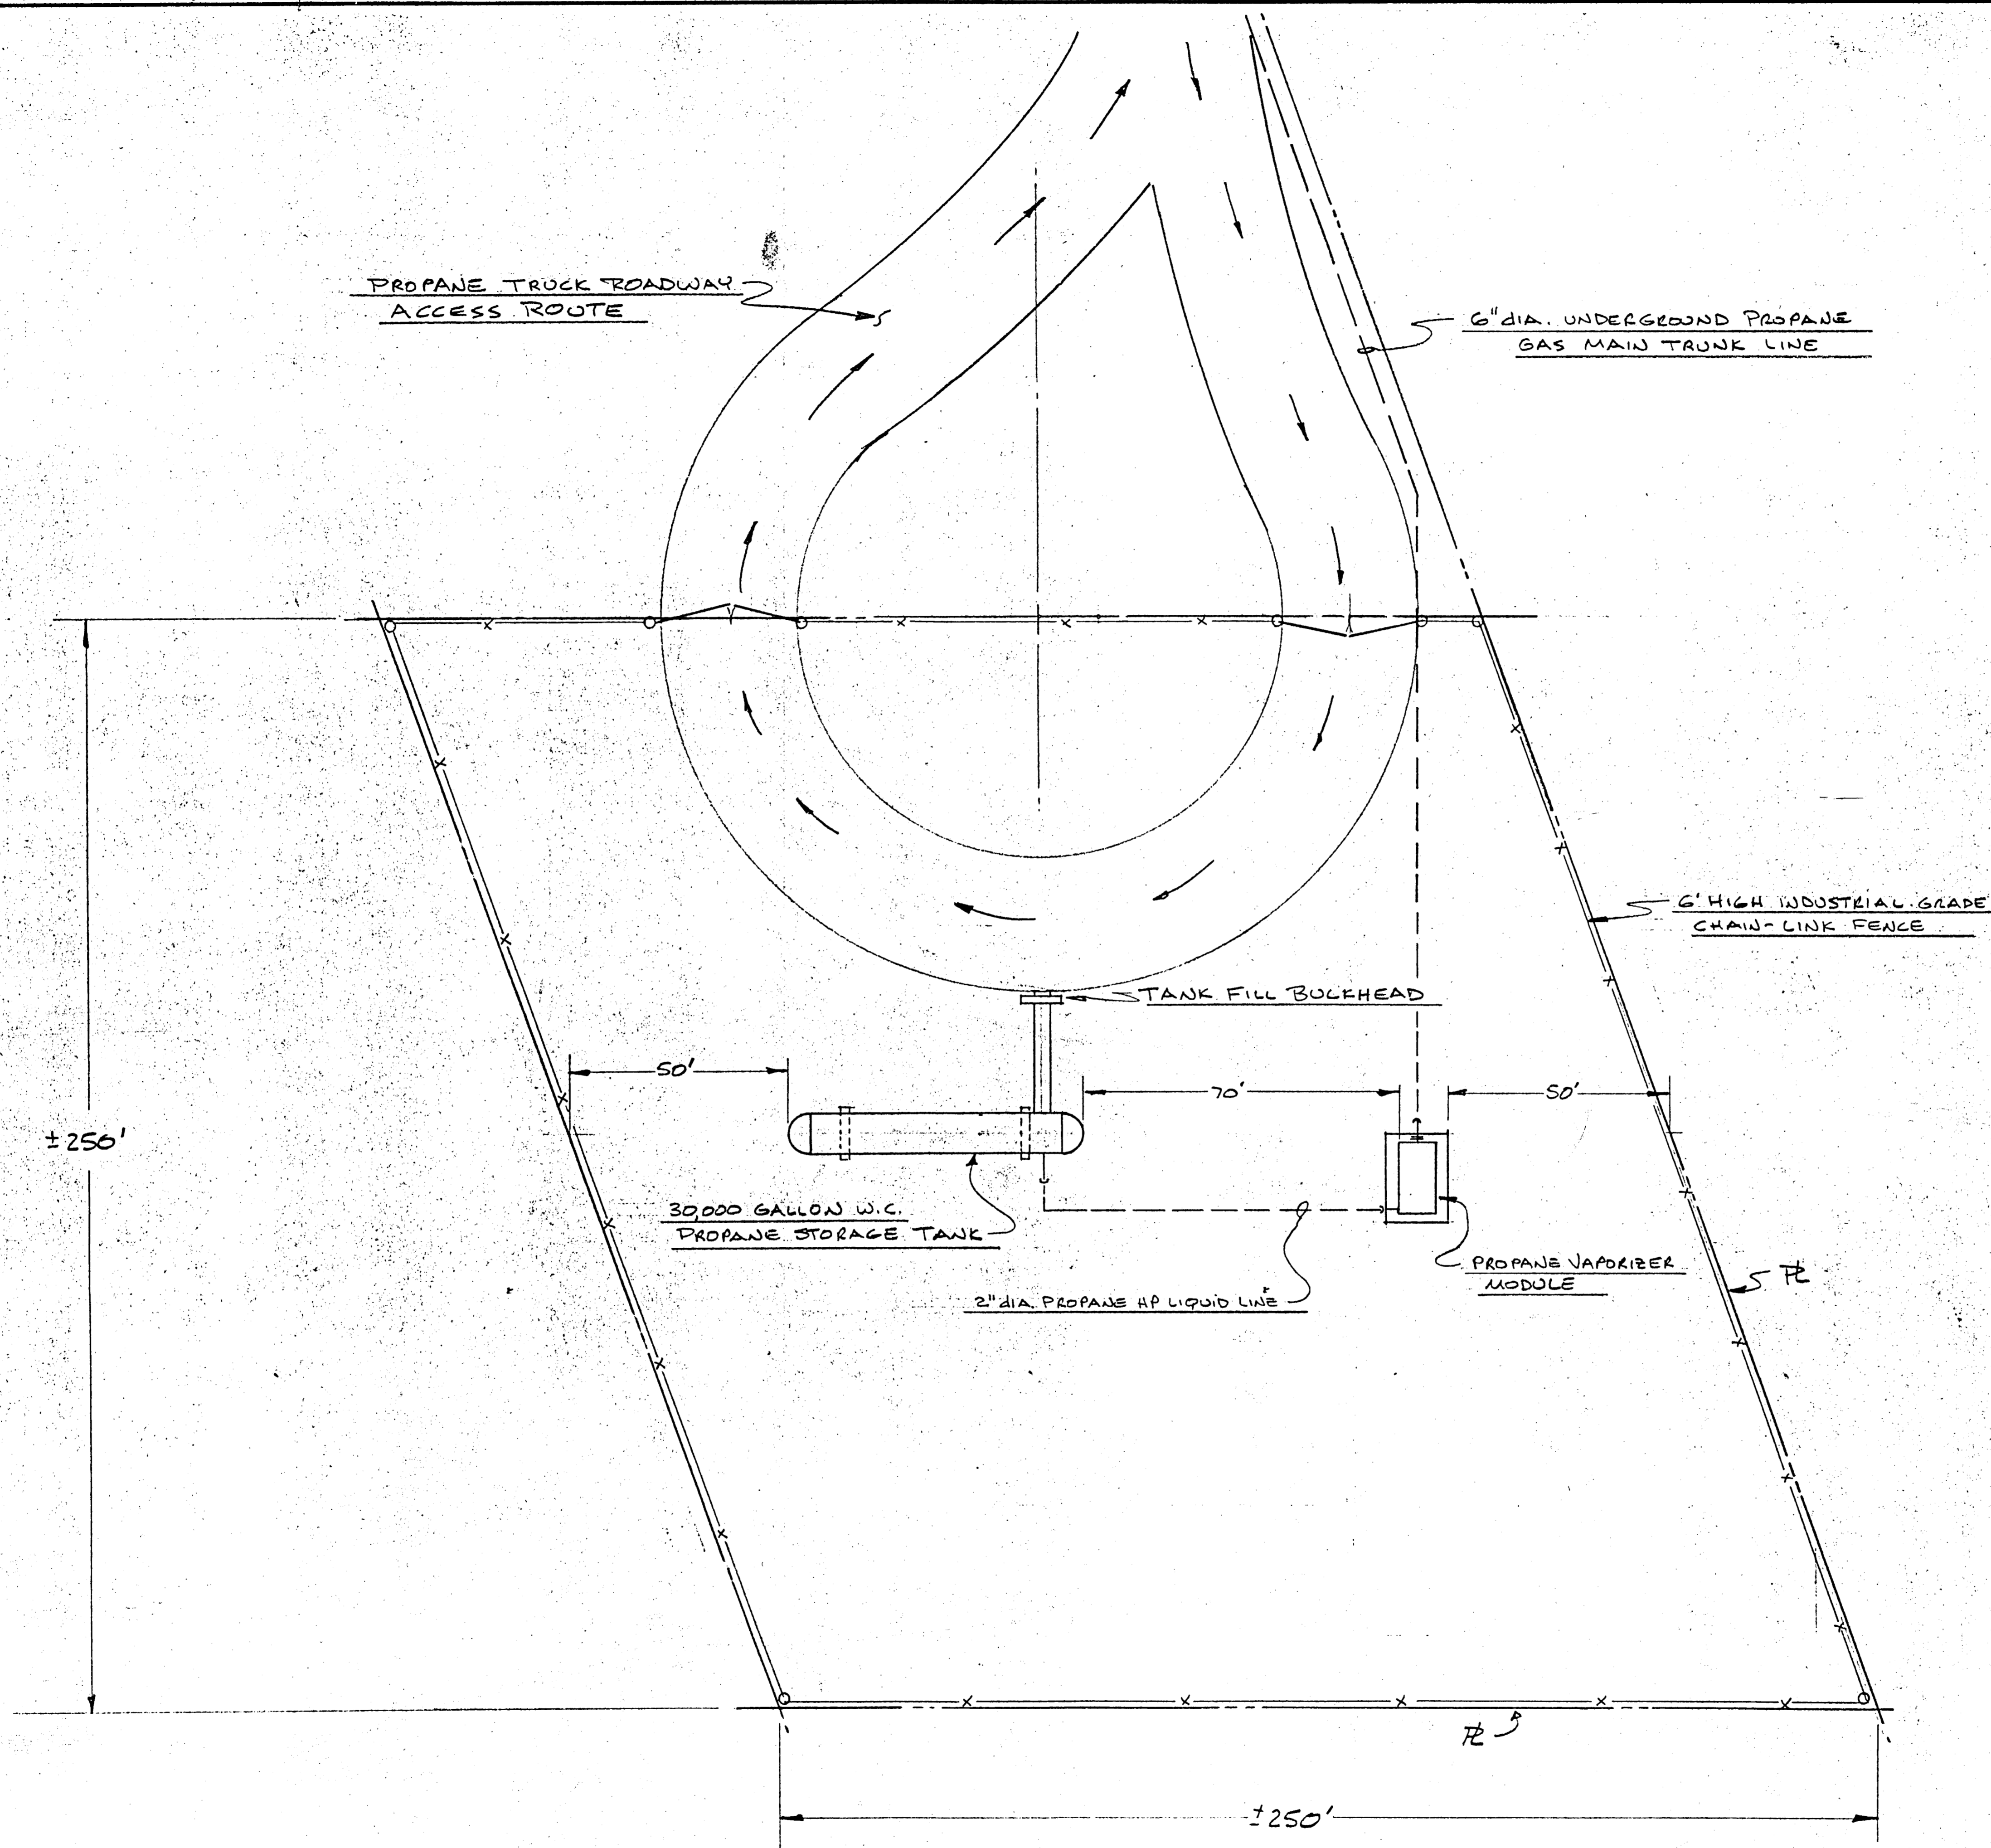 PROPANE TRUCK ROADWAY
ACCESS ROUTE
6" dIA. UNDERGROUND PROPANE
GAS MAIN TRUNK LINE
6' HIGH INDUSTRIAL GRADE
CHAIN-LINK FENCE
TANK FILL BULKHEAD
50'
70'
50'
±250'
30,000 GALLON W.C.
PROPANE STORAGE TANK
PROPANE VAPORIZER
MODULE
PL
2" dIA. PROPANE HP LIQUID LINE
PL
±250'